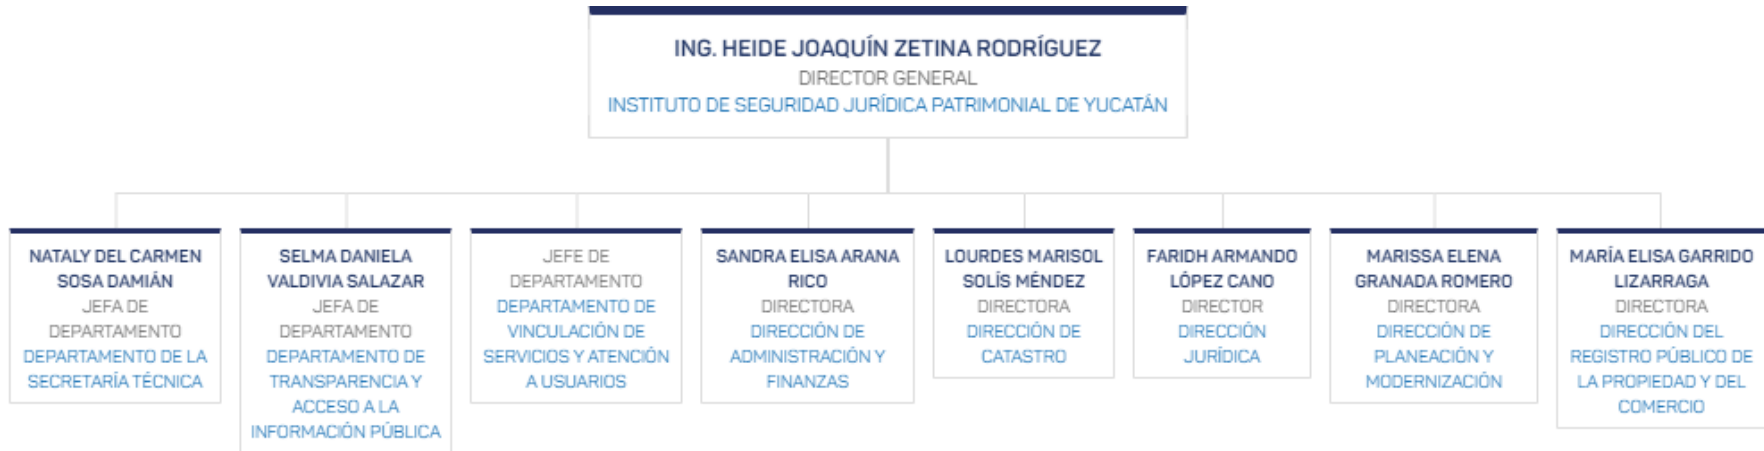 ING. HEIDE JOAQUÍN ZETINA RODRÍGUEZ
DIRECTOR GENERAL
INSTITUTO DE SEGURIDAD JURÍDICA PATRIMONIAL DE YUCATÁN
NATALY DEL CARMEN
SOSA DAMIÁN
JEFA DE
DEPARTAMENTO
DEPARTAMENTO DE LA
SECRETARÍA TÉCNICA
SELMA DANIELA
VALDIVIA SALAZAR
JEFA DE
DEPARTAMENTO
DEPARTAMENTO DE
TRANSPARENCIA Y
ACCESO A LA
INFORMACIÓN PÚBLICA
JEFE DE
DEPARTAMENTO
DEPARTAMENTO DE
VINCULACIÓN DE
SERVICIOS Y ATENCIÓN
A USUARIOS
SANDRA ELISA ARANA
RICO
DIRECTORA
DIRECCIÓN DE
ADMINISTRACIÓN Y
FINANZAS
LOURDES MARISOL
SOLÍS MÉNDEZ
DIRECTORA
DIRECCIÓN DE
CATASTRO
FARIDH ARMANDO
LÓPEZ CANO
DIRECTOR
DIRECCIÓN
JURÍDICA
MARISSA ELENA
GRANADA ROMERO
DIRECTORA
DIRECCIÓN DE
PLANEACIÓN Y
MODERNIZACIÓN
MARÍA ELISA GARRIDO
LIZARRAGA
DIRECTORA
DIRECCIÓN DEL
REGISTRO PÚBLICO DE
LA PROPIEDAD Y DEL
COMERCIO